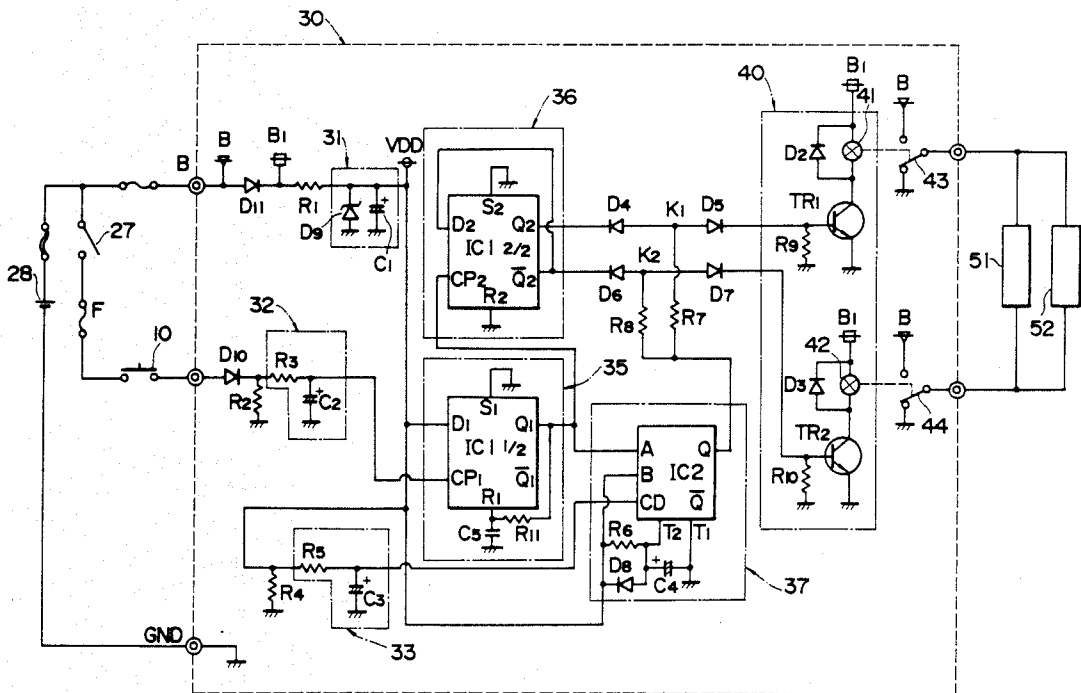 30
40
B1
41
B
36
31
VDD
B
B1
B
D2
43
D11
R1
D9
C1
S2
D2
Q2
IC1 2/2
CP2
Q̅2
R2
D4
K1
D5
K2
D6
D7
TR1
R9
27
28
51
52
F
32
R8
R7
B1
B
42
10
D10
R3
R2
C2
35
S1
D1
Q1
IC1 1/2
CP1
Q̅1
R1
37
A
Q
B
IC2
CD
Q̅
T2
T1
D3
44
TR2
R10
C5
R11
R6
D8
C4
R5
R4
C3
37
GND
33